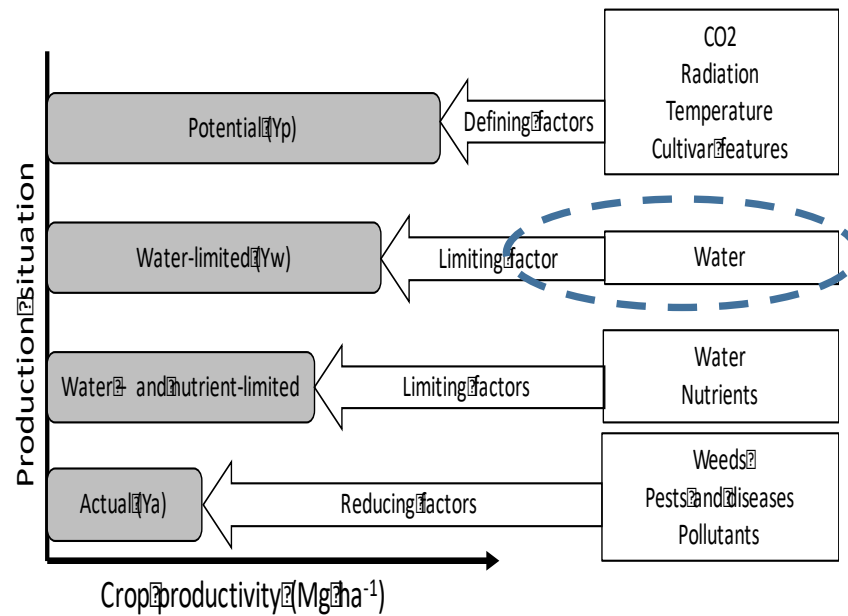 CO2
Radiation
Temperature
Cultivar features
Potential (Yp)
Defining factors
Water-limited (Yw)
Limiting factor
Water
Water - and nutrient-limited
Limiting factors
Water
Nutrients
Actual (Ya)
Reducing factors
Weeds
Pests and diseases
Pollutants
Production situation
Crop productivity (Mg ha-1)